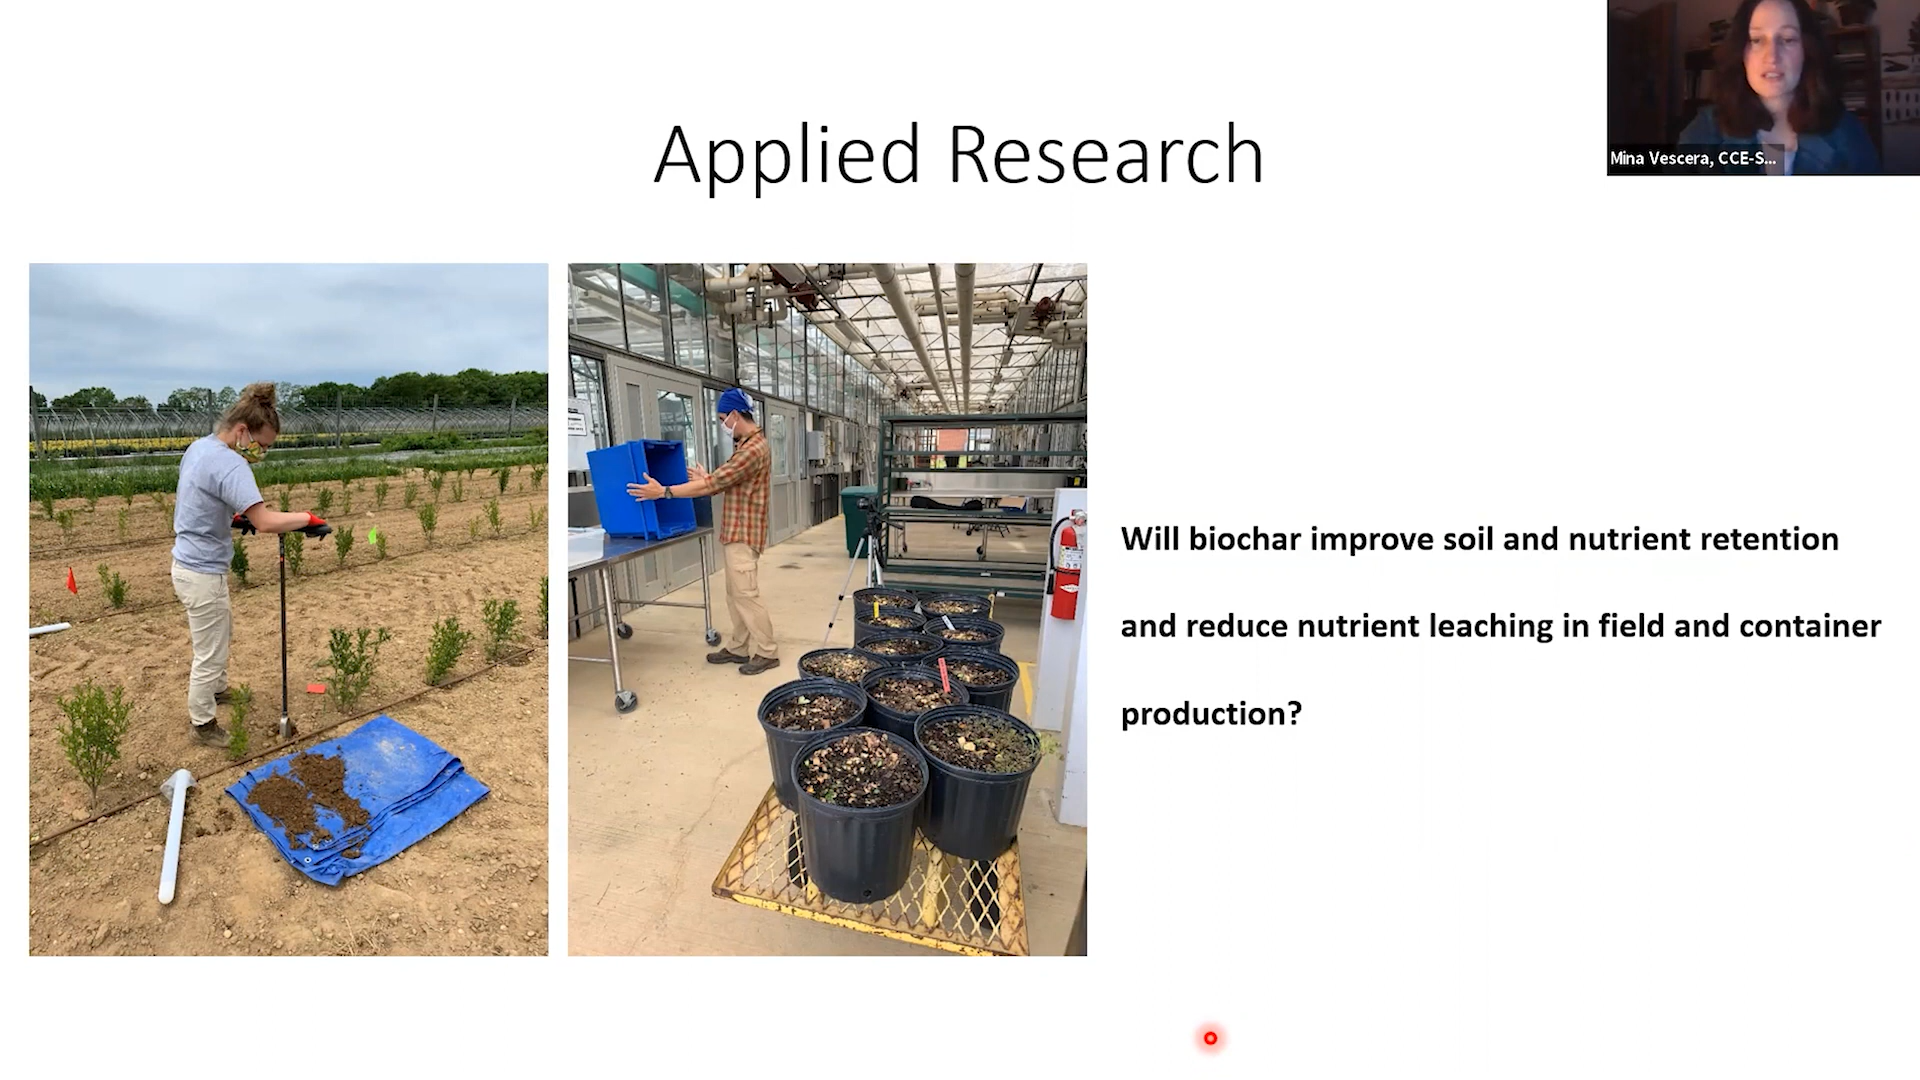 Applied Research
Mina Vescera, CCE-S...
Will biochar improve soil and nutrient retention
and reduce nutrient leaching in field and container
production?